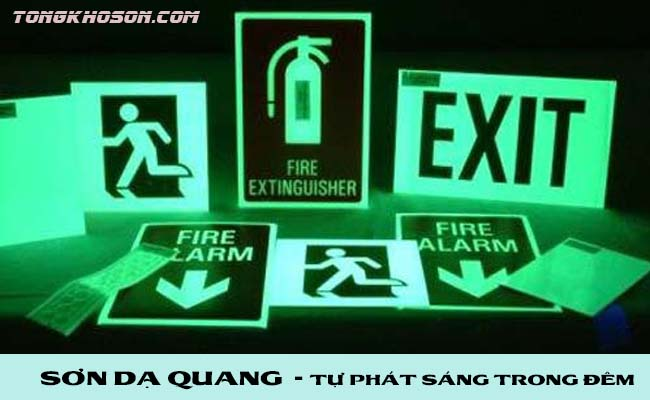 TONGKHOSON.COM
FIRE
EXTINGUISHER
EXIT
FIRE
ALARM
FIRE
ALARM
SƠN DẠ QUANG - TỰ PHÁT SÁNG TRONG ĐÊM